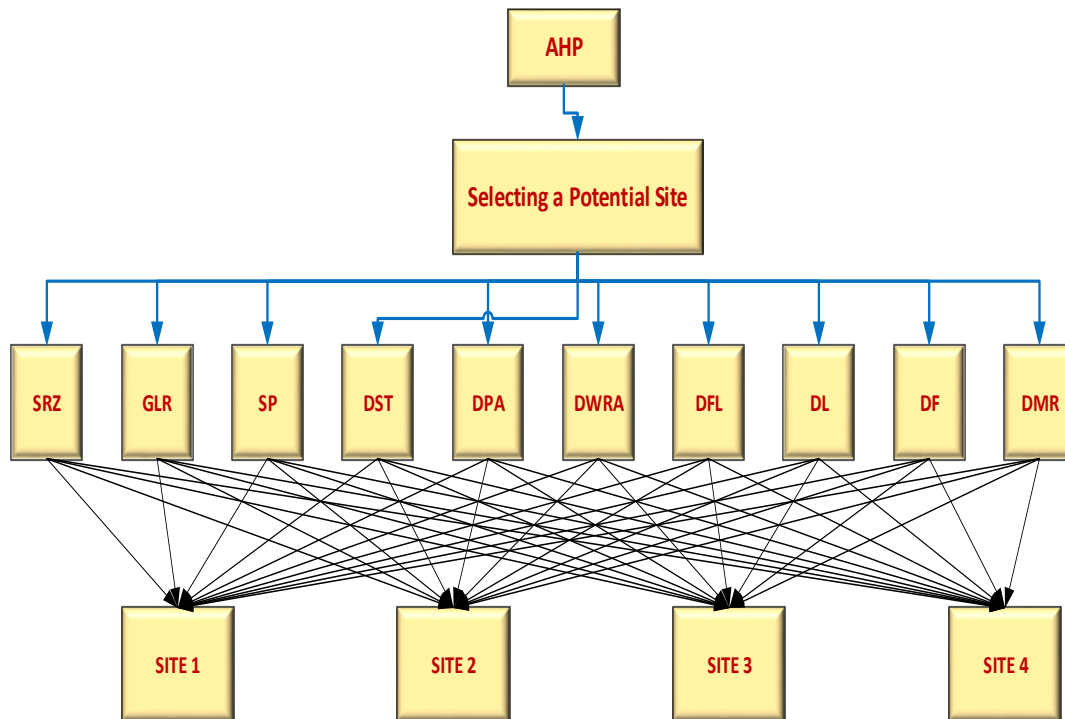 AHP
Selecting a Potential Site
SRZ
GLR
SP
DST
DPA
DWRA
DFL
DL
DF
DMR
SITE 1
SITE 2
SITE 3
SITE 4